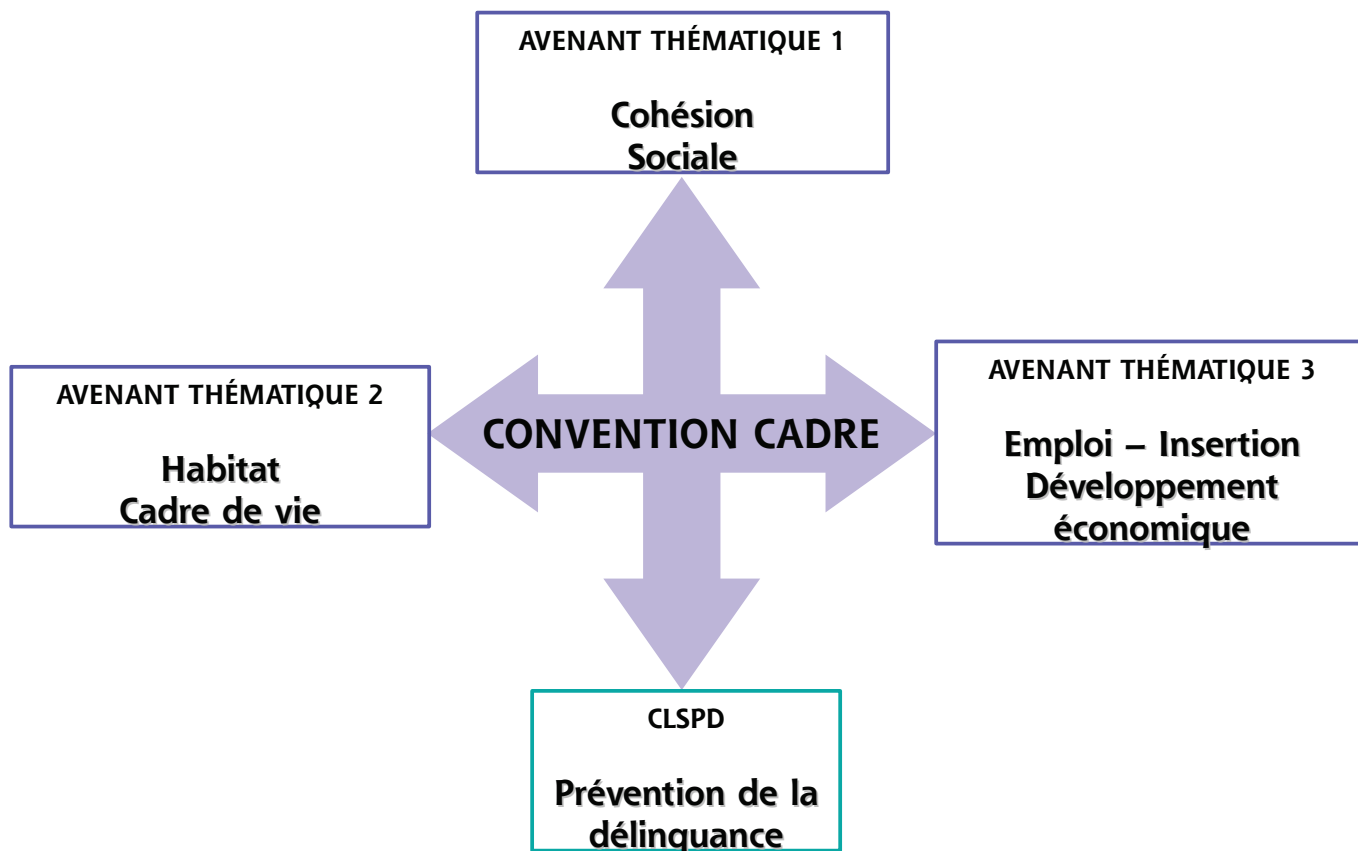 AVENANT THÉMATIQUE 1
Cohésion
Sociale
AVENANT THÉMATIQUE 2
Habitat
Cadre de vie
CONVENTION CADRE
AVENANT THÉMATIQUE 3
Emploi – Insertion
Développement
économique
CLSPD
Prévention de la
délinquance